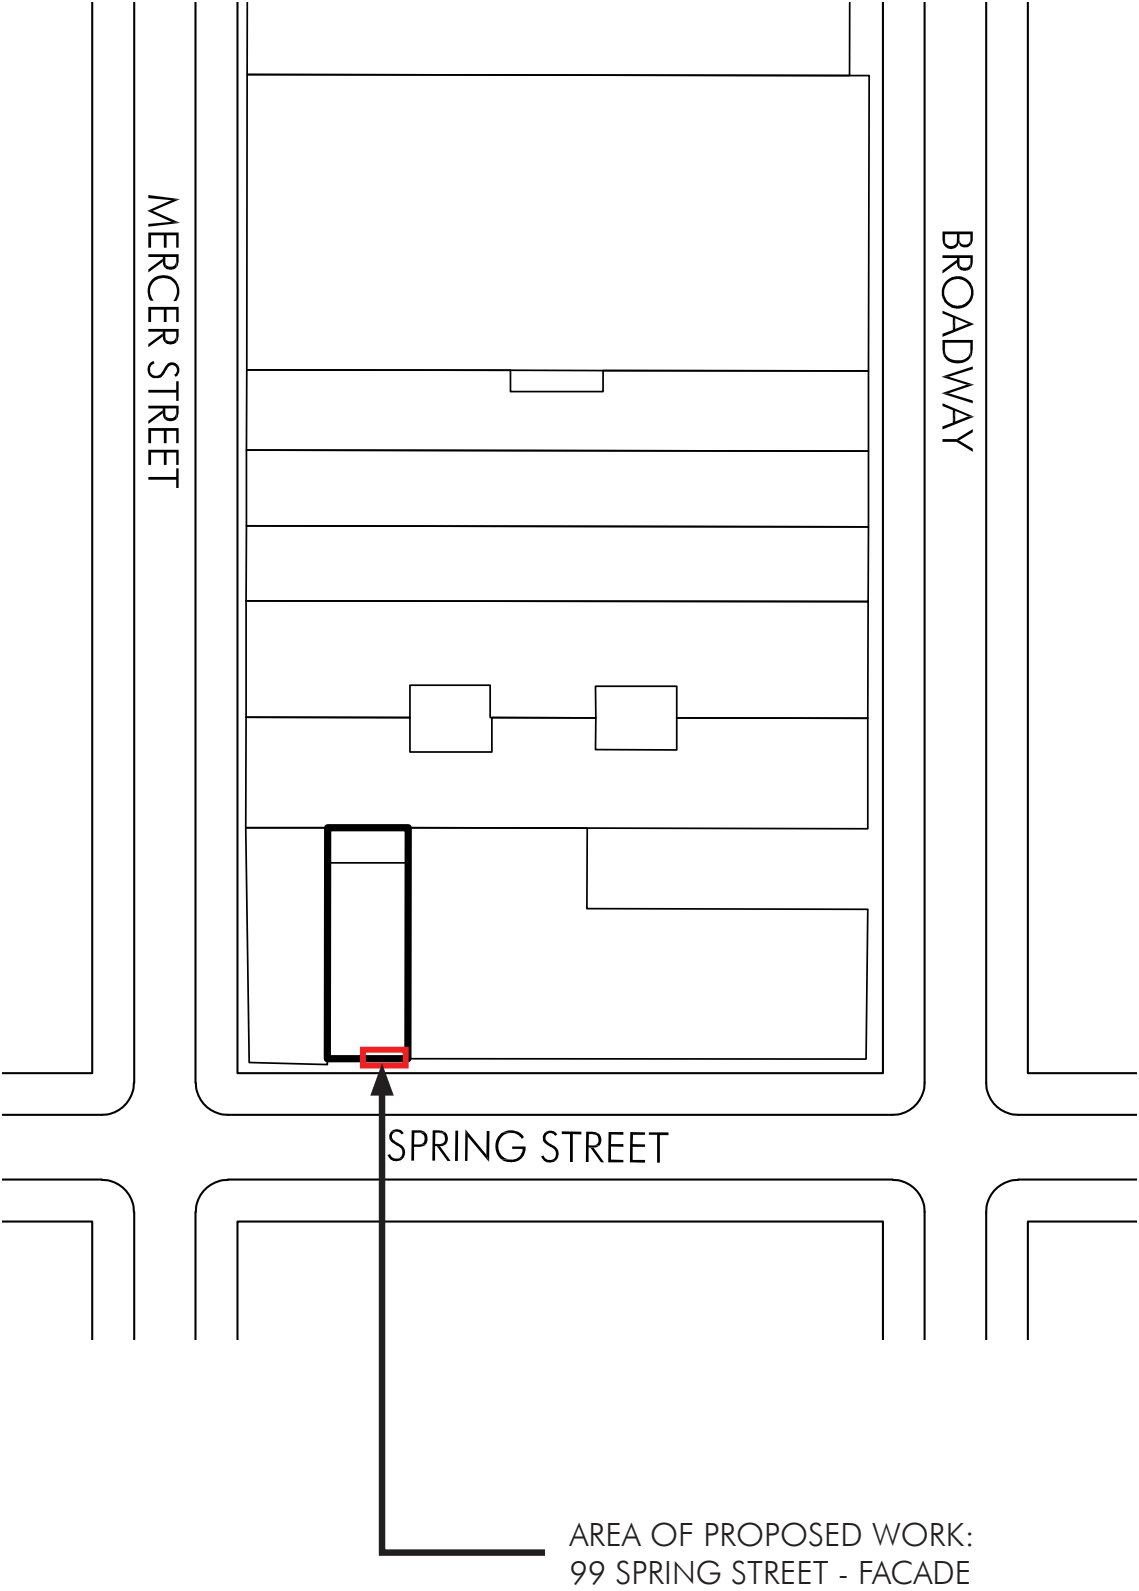 MERCER STREET
BROADWAY
SPRING STREET
AREA OF PROPOSED WORK:
99 SPRING STREET - FACADE